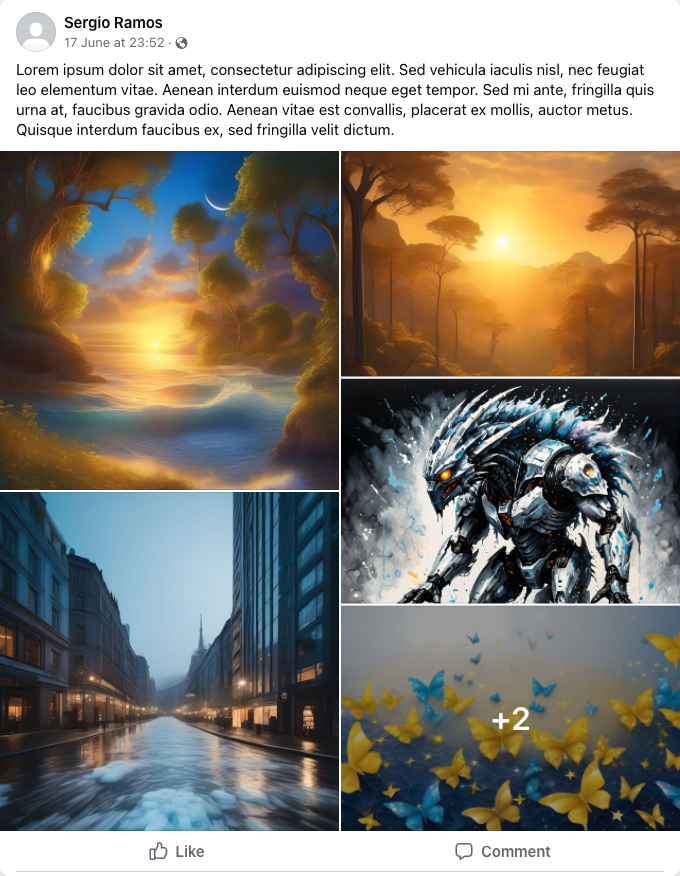 Sergio Ramos
17 June at 23:52 ·
Lorem ipsum dolor sit amet, consectetur adipiscing elit. Sed vehicula iaculis nisl, nec feugiat
leo elementum vitae. Aenean interdum euismod neque eget tempor. Sed mi ante, fringilla quis
urna at, faucibus gravida odio. Aenean vitae est convallis, placerat ex mollis, auctor metus.
Quisque interdum faucibus ex, sed fringilla velit dictum.
+2
Like
Comment